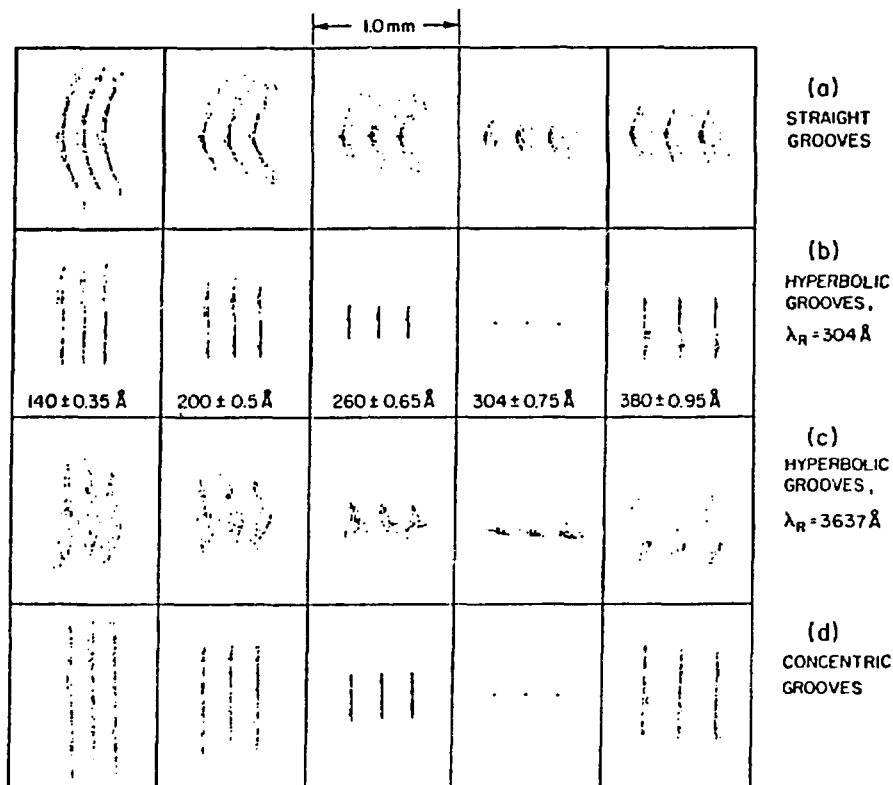 1.0 mm
(a)
STRAIGHT
GROOVES
(b)
HYPERBOLIC
GROOVES,
λR = 304 Å
140 ± 0.35 Å
200 ± 0.5 Å
260 ± 0.65 Å
304 ± 0.75 Å
380 ± 0.95 Å
(c)
HYPERBOLIC
GROOVES,
λR = 3637 Å
(d)
CONCENTRIC
GROOVES